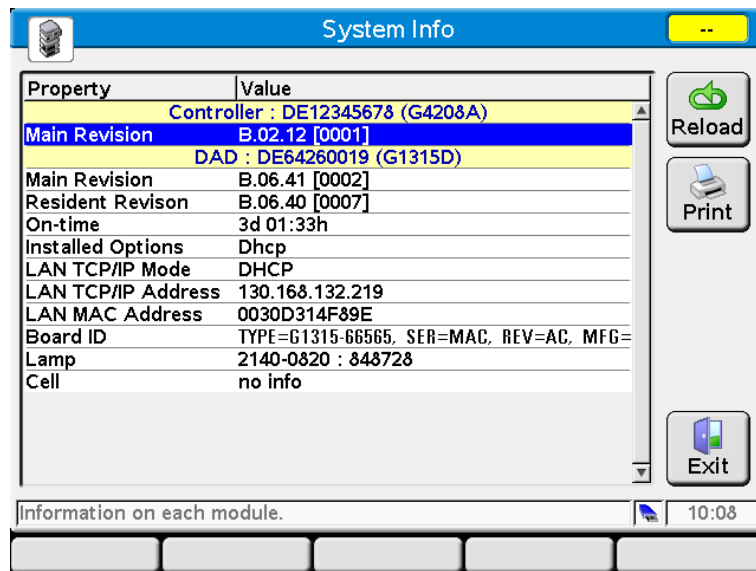 System Info
--
Property Value
Controller : DE12345678 (G4208A)
Main Revision B.02.12 [0001]
DAD : DE64260019 (G1315D)
Main Revision B.06.41 [0002]
Resident Revison B.06.40 [0007]
On-time 3d 01:33h
Installed Options Dhcp
LAN TCP/IP Mode DHCP
LAN TCP/IP Address 130.168.132.219
LAN MAC Address 0030D314F89E
Board ID TYPE=G1315-66565, SER=MAC, REV=AC, MFG=
Lamp 2140-0820 : 848728
Cell no info
Reload
Print
Exit
Information on each module.
10:08